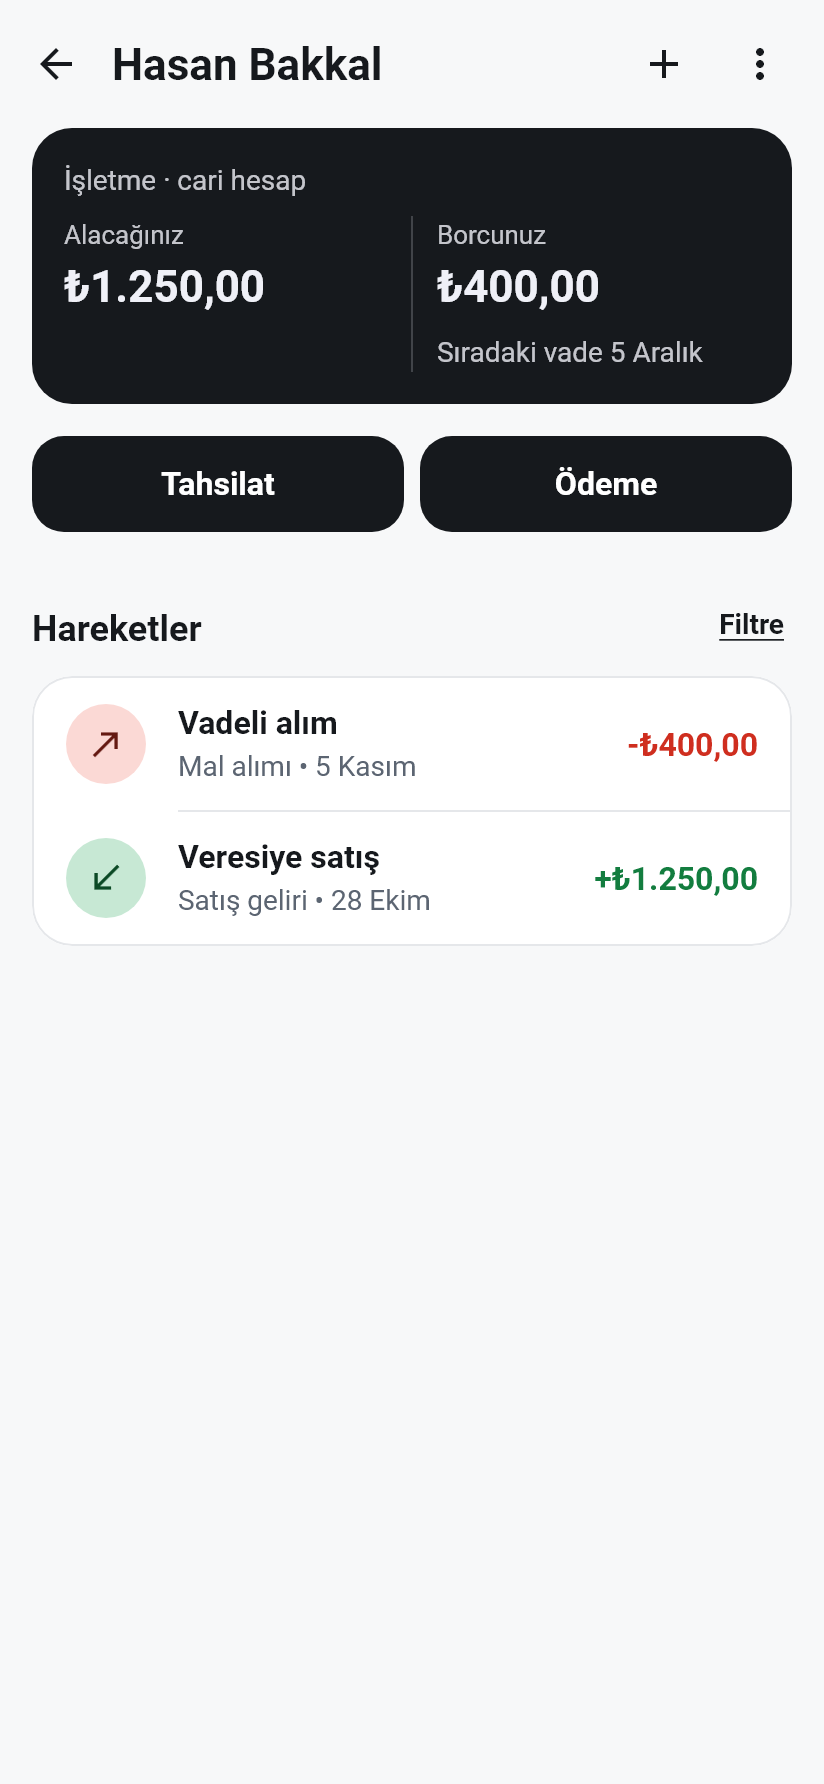 Hasan Bakkal
İşletme · cari hesap
Alacağınız
₺1.250,00
Borcunuz
₺400,00
Sıradaki vade 5 Aralık
Tahsilat
Ödeme
Hareketler
Filtre
Vadeli alım
Mal alımı • 5 Kasım
-₺400,00
Veresiye satış
Satış geliri • 28 Ekim
+₺1.250,00